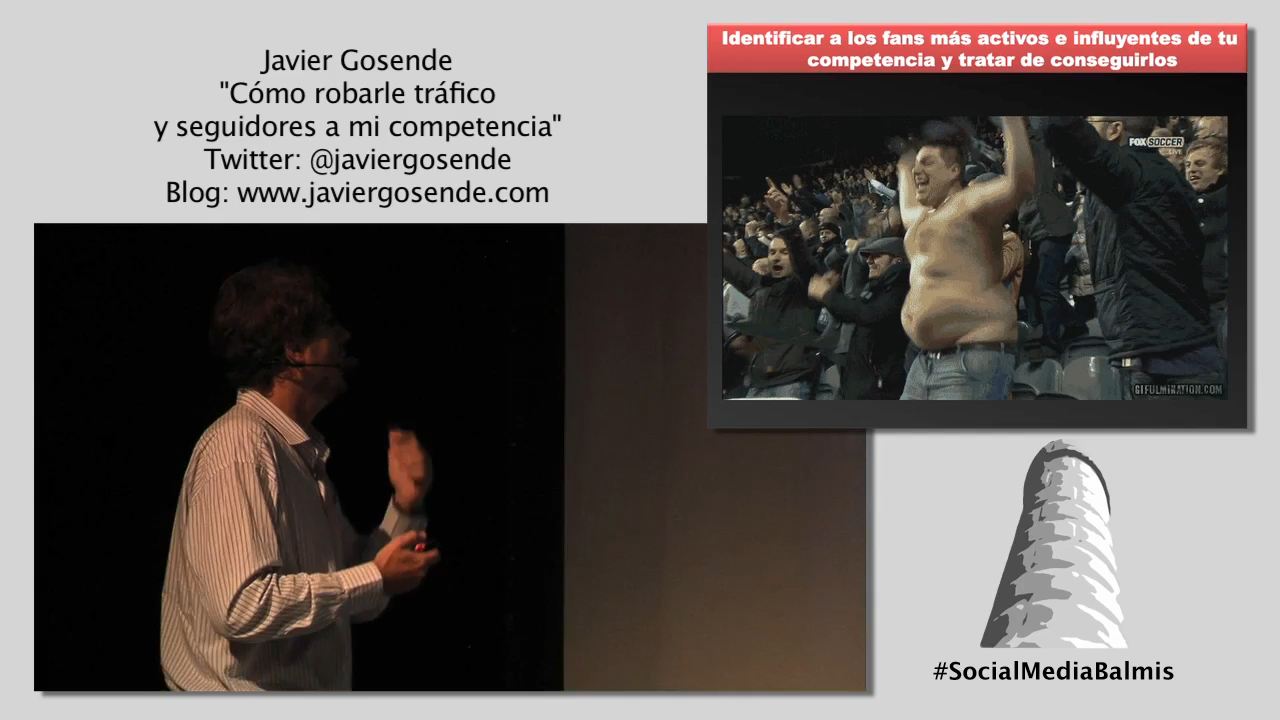 Javier Gosende
"Cómo robarle tráfico
y seguidores a mi competencia"
Twitter: @javiergosende
Blog: www.javiergosende.com
Identificar a los fans más activos e influyentes de tu
competencia y tratar de conseguirlos
FOX SOCCER
LIVE
GIFULMINATION.COM
#SocialMediaBalmis